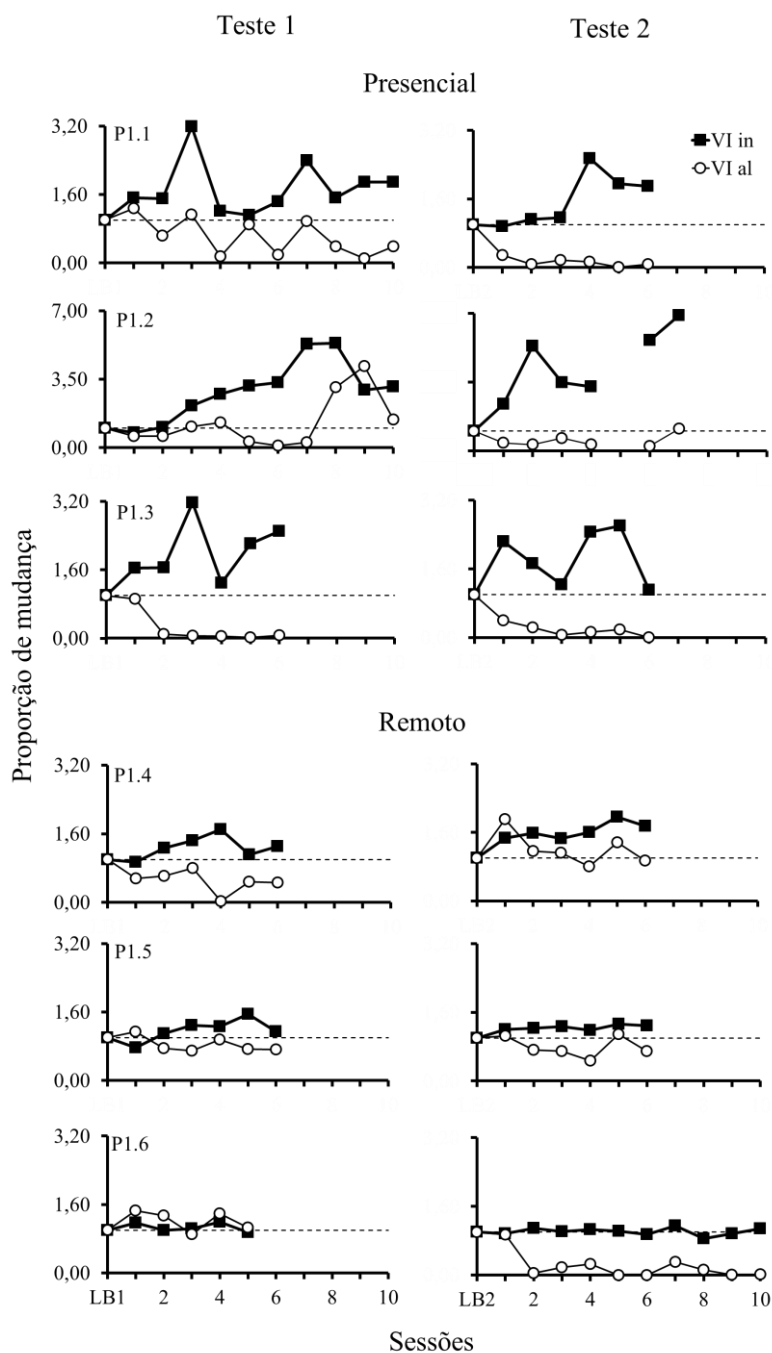 Teste 1
Teste 2
Presencial
P1.1
3,20
1,60
0,00
VI in
VI al
P1.2
7,00
3,50
0,00
P1.3
3,20
1,60
0,00
Proporção de mudança
Remoto
P1.4
3,20
1,60
0,00
P1.5
3,20
1,60
0,00
P1.6
3,20
1,60
0,00
LB1 2 4 6 8 10
LB2 2 4 6 8 10
Sessões